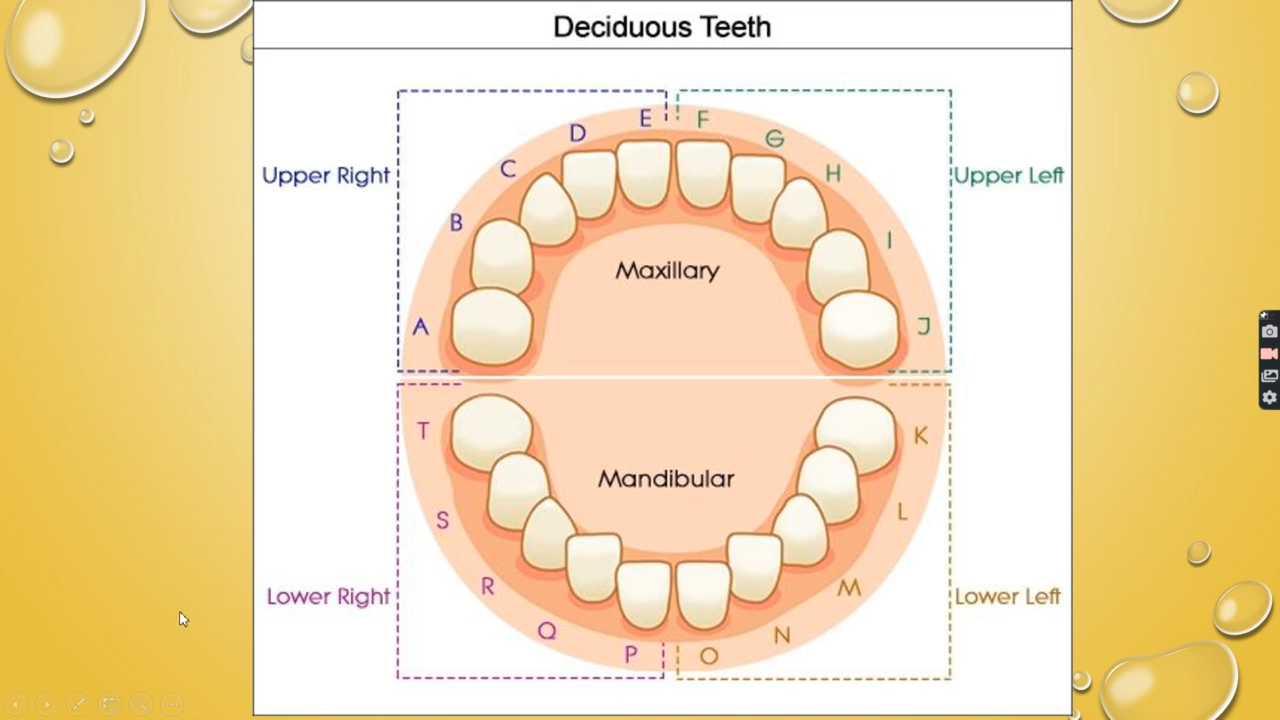 Deciduous Teeth
E F
D G
C H
Upper Right Upper Left
B I
Maxillary
A J
T K
Mandibular
S L
R M
Lower Right Lower Left
Q N
P O